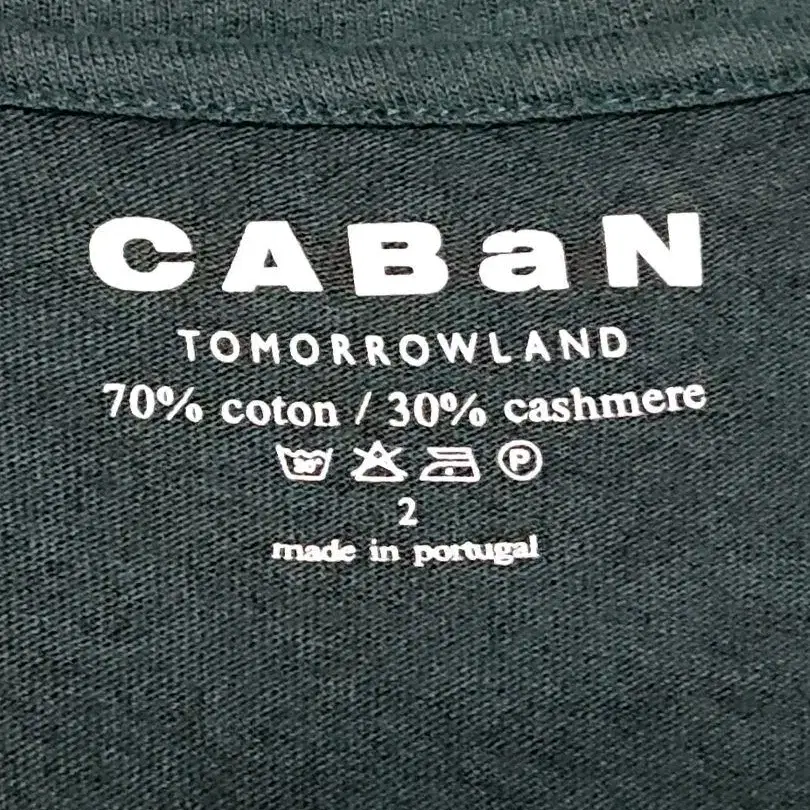 CABaN
TOMORROWLAND
70% coton / 30% cashmere
30°
P
2
made in portugal